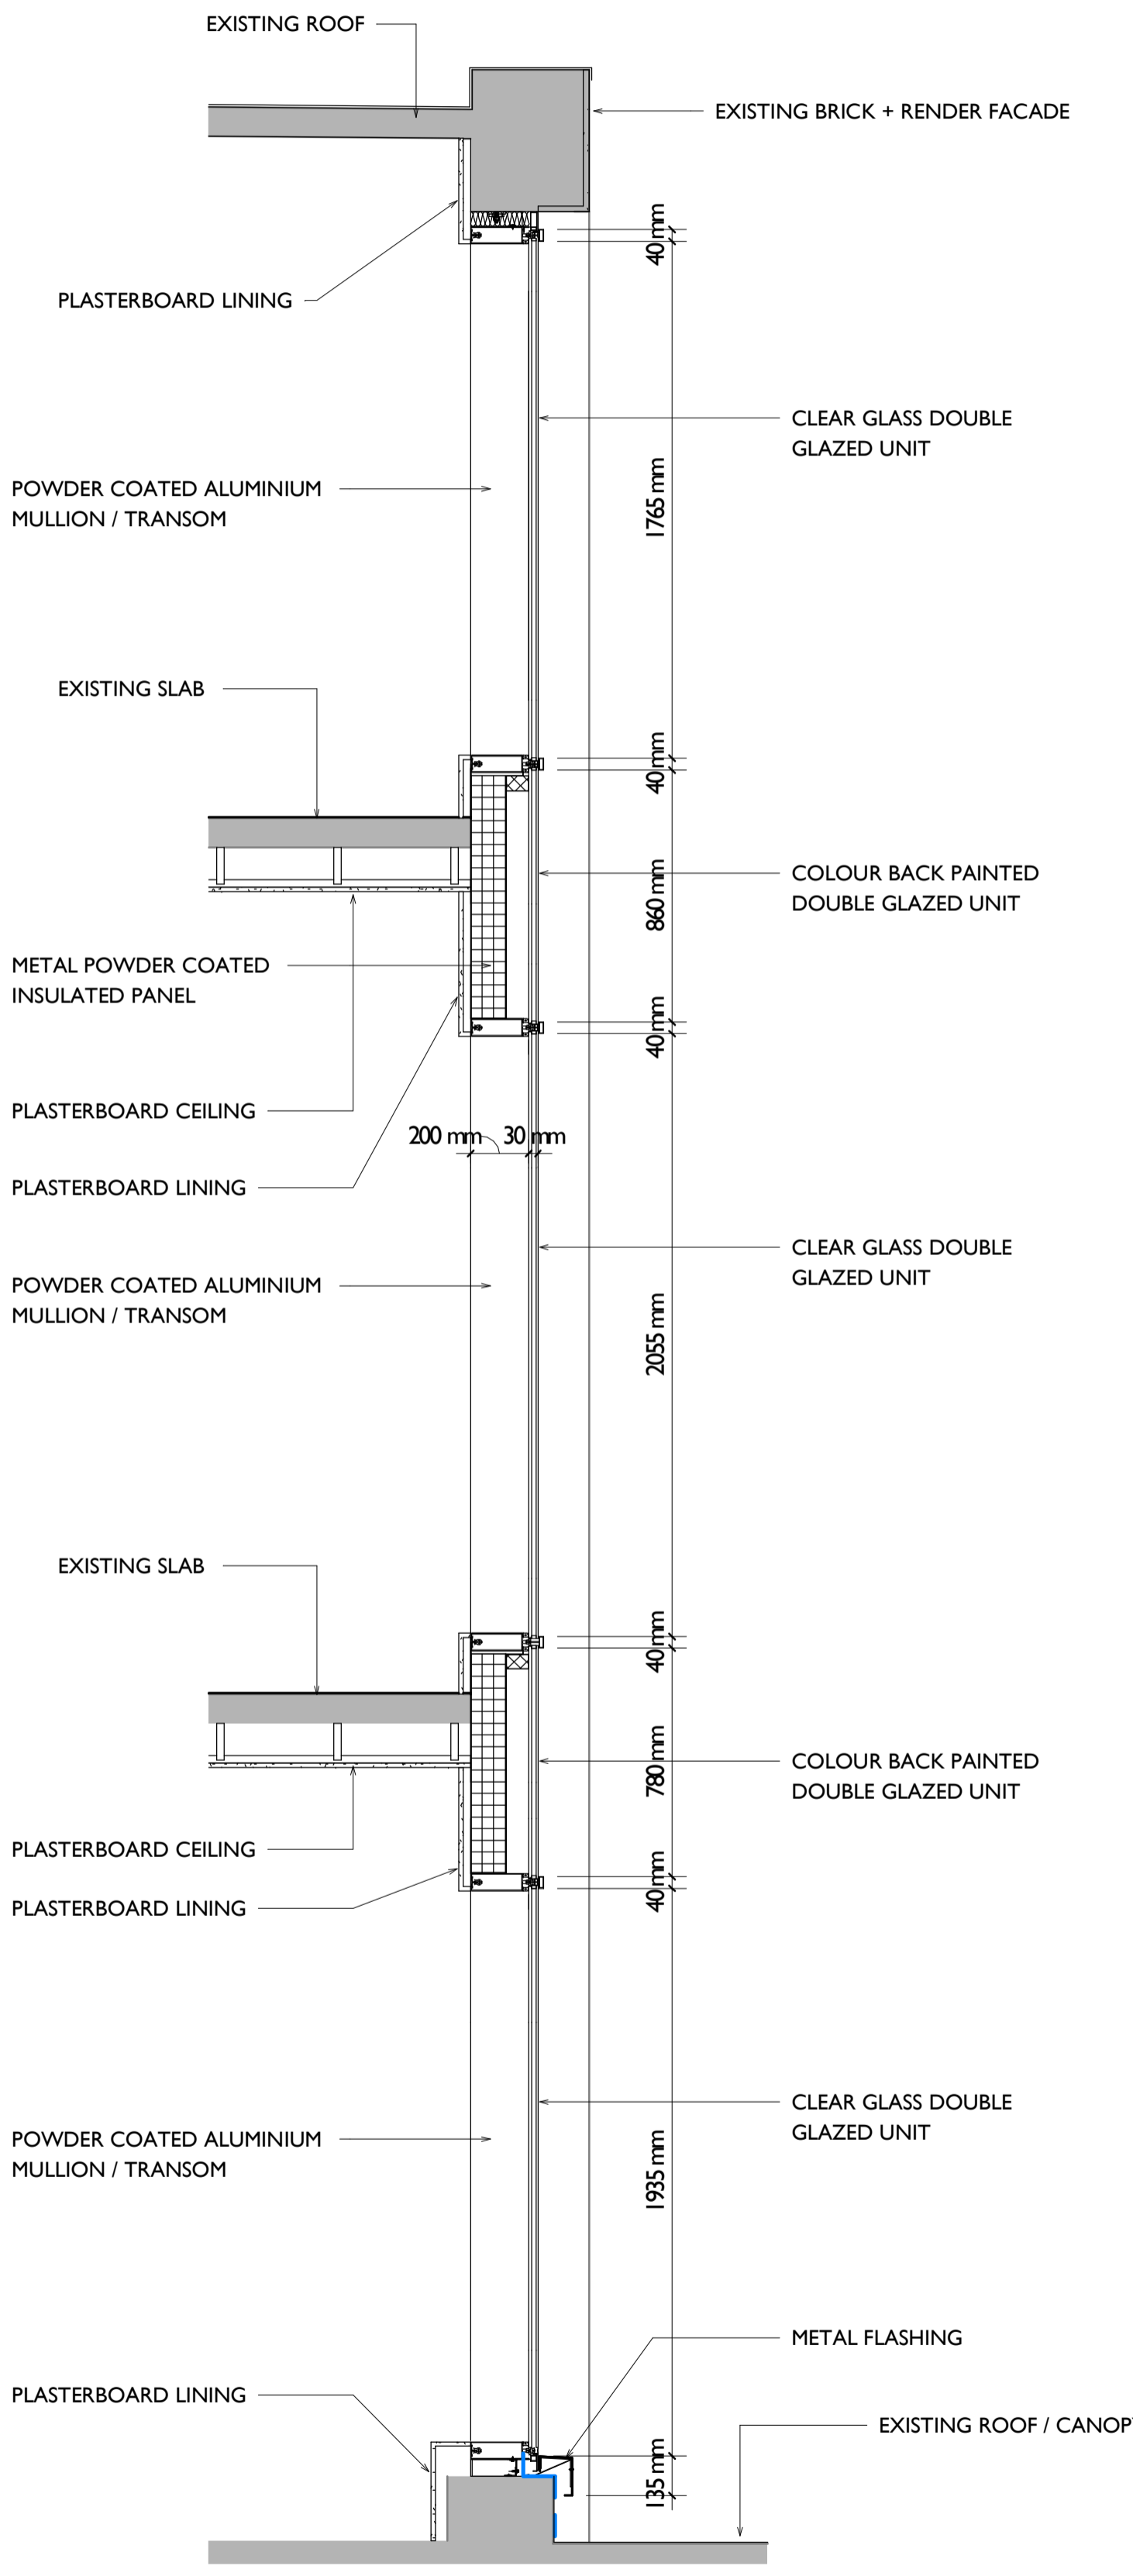 EXISTING ROOF
EXISTING BRICK + RENDER FACADE
40 mm
PLASTERBOARD LINING
CLEAR GLASS DOUBLE
GLAZED UNIT
POWDER COATED ALUMINIUM
MULLION / TRANSOM
1765 mm
EXISTING SLAB
40 mm
COLOUR BACK PAINTED
DOUBLE GLAZED UNIT
860 mm
METAL POWDER COATED
INSULATED PANEL
40 mm
PLASTERBOARD CEILING
200 mm 30 mm
PLASTERBOARD LINING
CLEAR GLASS DOUBLE
GLAZED UNIT
POWDER COATED ALUMINIUM
MULLION / TRANSOM
2055 mm
EXISTING SLAB
40 mm
COLOUR BACK PAINTED
DOUBLE GLAZED UNIT
780 mm
PLASTERBOARD CEILING
40 mm
PLASTERBOARD LINING
CLEAR GLASS DOUBLE
GLAZED UNIT
POWDER COATED ALUMINIUM
MULLION / TRANSOM
1935 mm
METAL FLASHING
PLASTERBOARD LINING
EXISTING ROOF / CANOP
135 mm